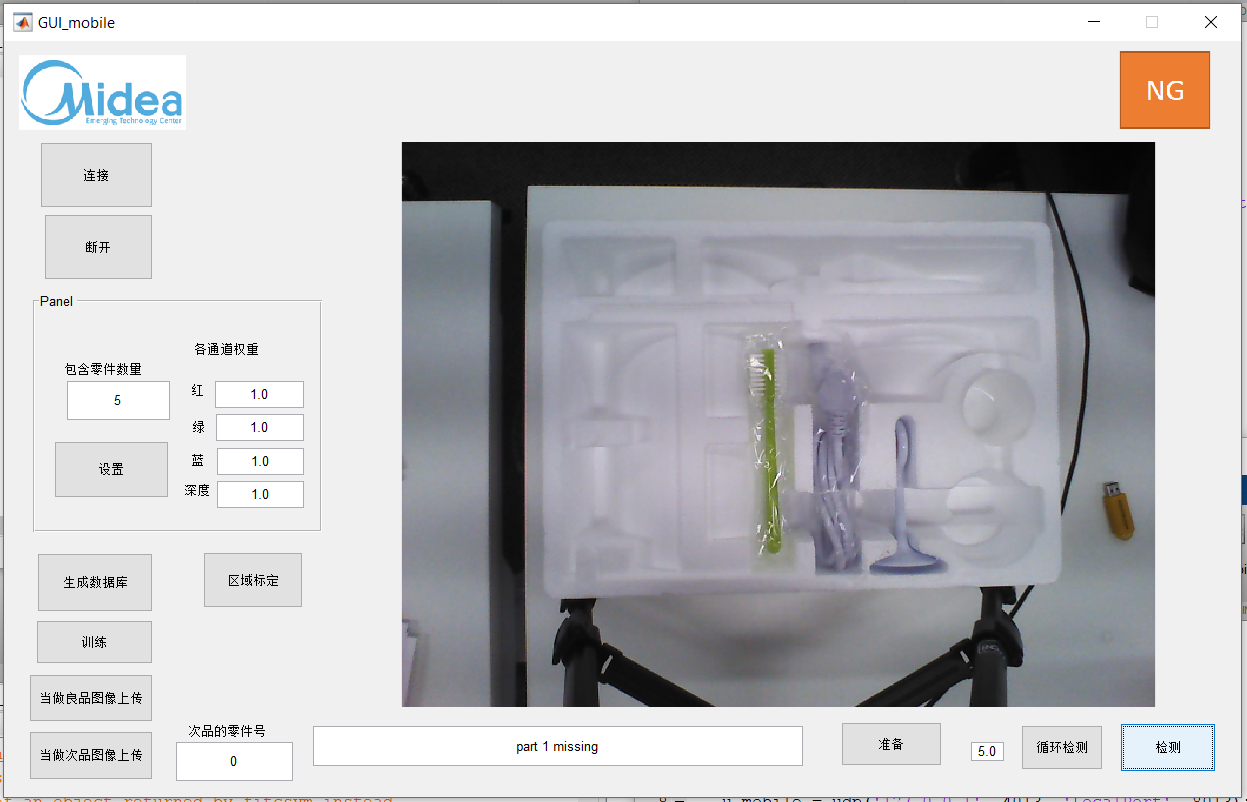 GUI_mobile
Midea
Emerging Technology Center
NG
连接
断开
Panel
各通道权重
包含零件数量
红 1.0
5
绿 1.0
蓝 1.0
设置
深度 1.0
生成数据库
区域标定
训练
当做良品图像上传
次品的零件号
当做次品图像上传
0
part 1 missing
准备
5.0
循环检测
检测